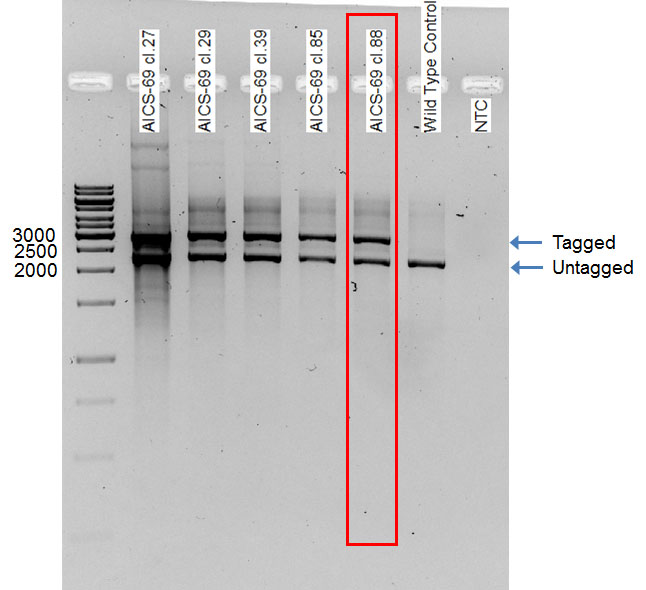 AICS-69 cl.27
AICS-69 cl.29
AICS-69 cl.39
AICS-69 cl.85
AICS-69 cl.88
Wild Type Control
NTC
3000
2500
2000
Tagged
Untagged